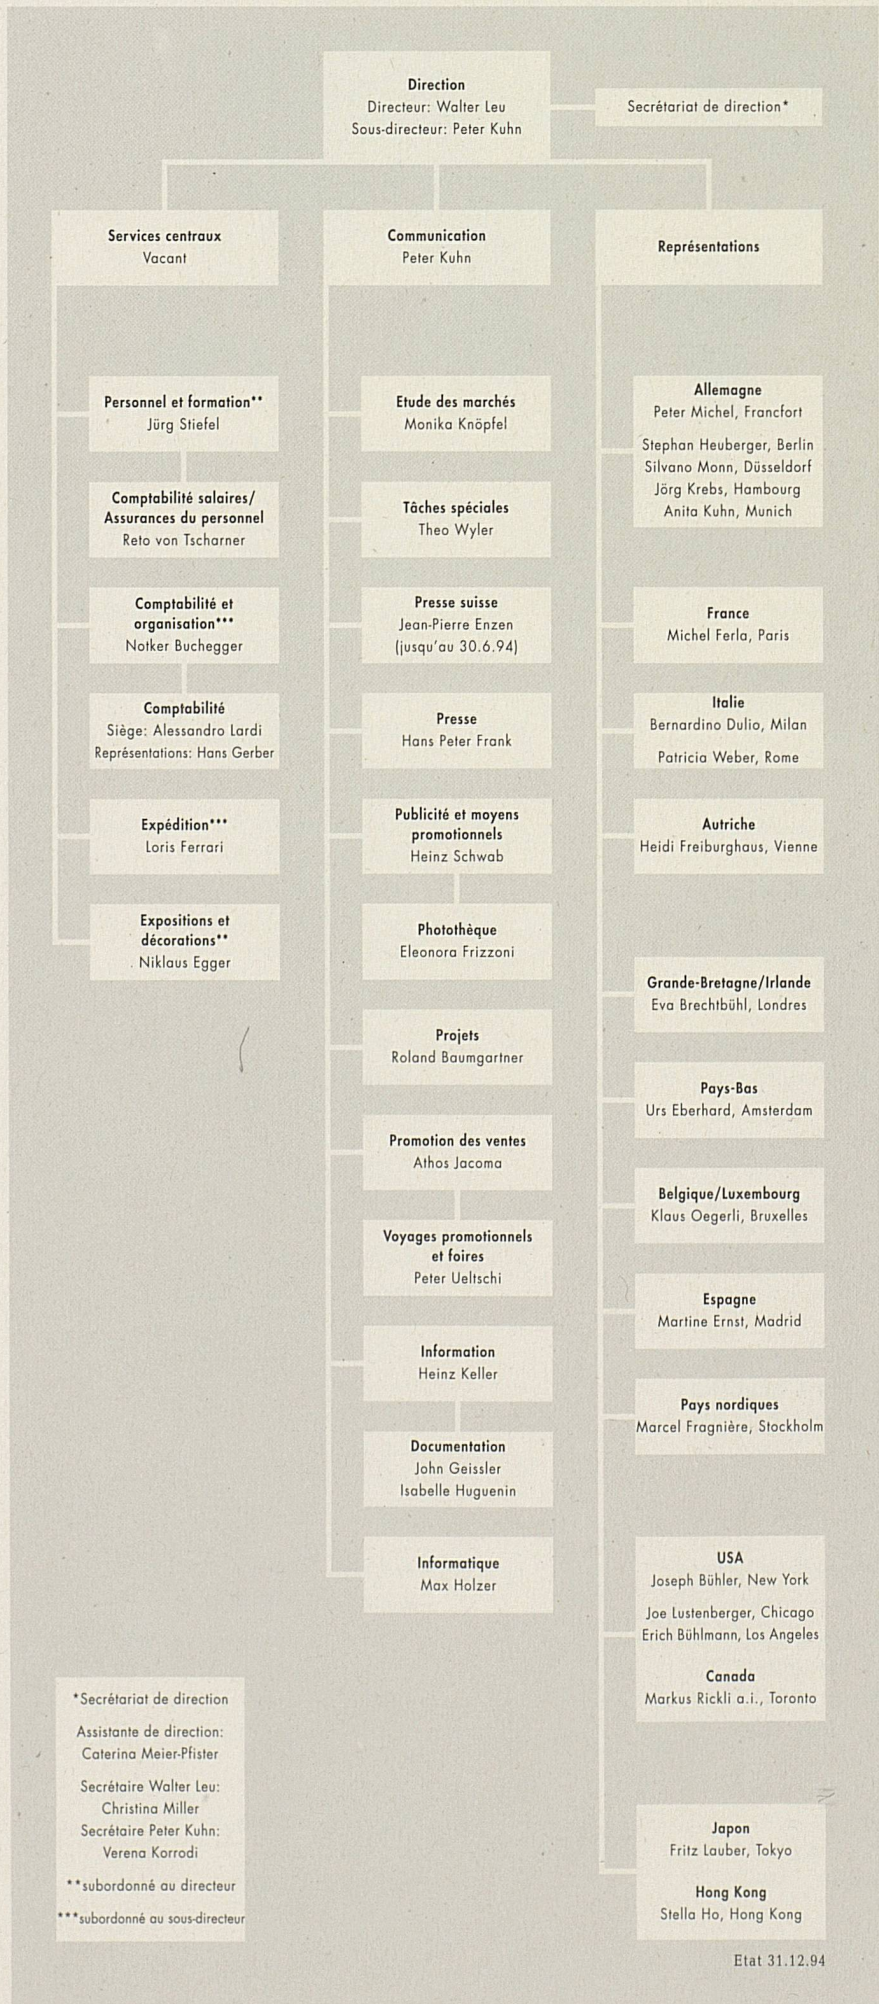 Direction
Directeur: Walter Leu
Sous-directeur: Peter Kuhn
Secrétariat de direction*
Services centraux
Vacant
Personnel et formation**
Jürg Stiefel
Comptabilité salaires/
Assurances du personnel
Reto von Tscharner
Comptabilité et
organisation***
Notker Buchegger
Comptabilité
Siège: Alessandro Lardi
Représentations: Hans Gerber
Expédition***
Loris Ferrari
Expositions et
décorations**
Niklaus Egger
Communication
Peter Kuhn
Etude des marchés
Monika Knöpfel
Tâches spéciales
Theo Wyler
Presse suisse
Jean-Pierre Enzen
(jusqu'au 30.6.94)
Presse
Hans Peter Frank
Publicité et moyens
promotionnels
Heinz Schwab
Photothèque
Eleonora Frizzoni
Projets
Roland Baumgartner
Promotion des ventes
Athos Jacoma
Voyages promotionnels
et foires
Peter Ueltschi
Information
Heinz Keller
Documentation
John Geissler
Isabelle Huguenin
Informatique
Max Holzer
Représentations
Allemagne
Peter Michel, Francfort
Stephan Heuberger, Berlin
Silvano Monn, Düsseldorf
Jörg Krebs, Hambourg
Anita Kuhn, Munich
France
Michel Ferla, Paris
Italie
Bernardino Dulio, Milan
Patricia Weber, Rome
Autriche
Heidi Freiburghaus, Vienne
Grande-Bretagne/Irlande
Eva Brechtbühl, Londres
Pays-Bas
Urs Eberhard, Amsterdam
Belgique/Luxembourg
Klaus Oegerli, Bruxelles
Espagne
Martine Ernst, Madrid
Pays nordiques
Marcel Fragnière, Stockholm
USA
Joseph Bühler, New York
Joe Lustenberger, Chicago
Erich Bühlmann, Los Angeles
Canada
Markus Rickli a.i., Toronto
Japon
Fritz Lauber, Tokyo
Hong Kong
Stella Ho, Hong Kong
*Secrétariat de direction
Assistante de direction:
Caterina Meier-Pfister
Secrétaire Walter Leu:
Christina Miller
Secrétaire Peter Kuhn:
Verena Korrodi
**subordonné au directeur
***subordonné au sous-directeur
Etat 31.12.94